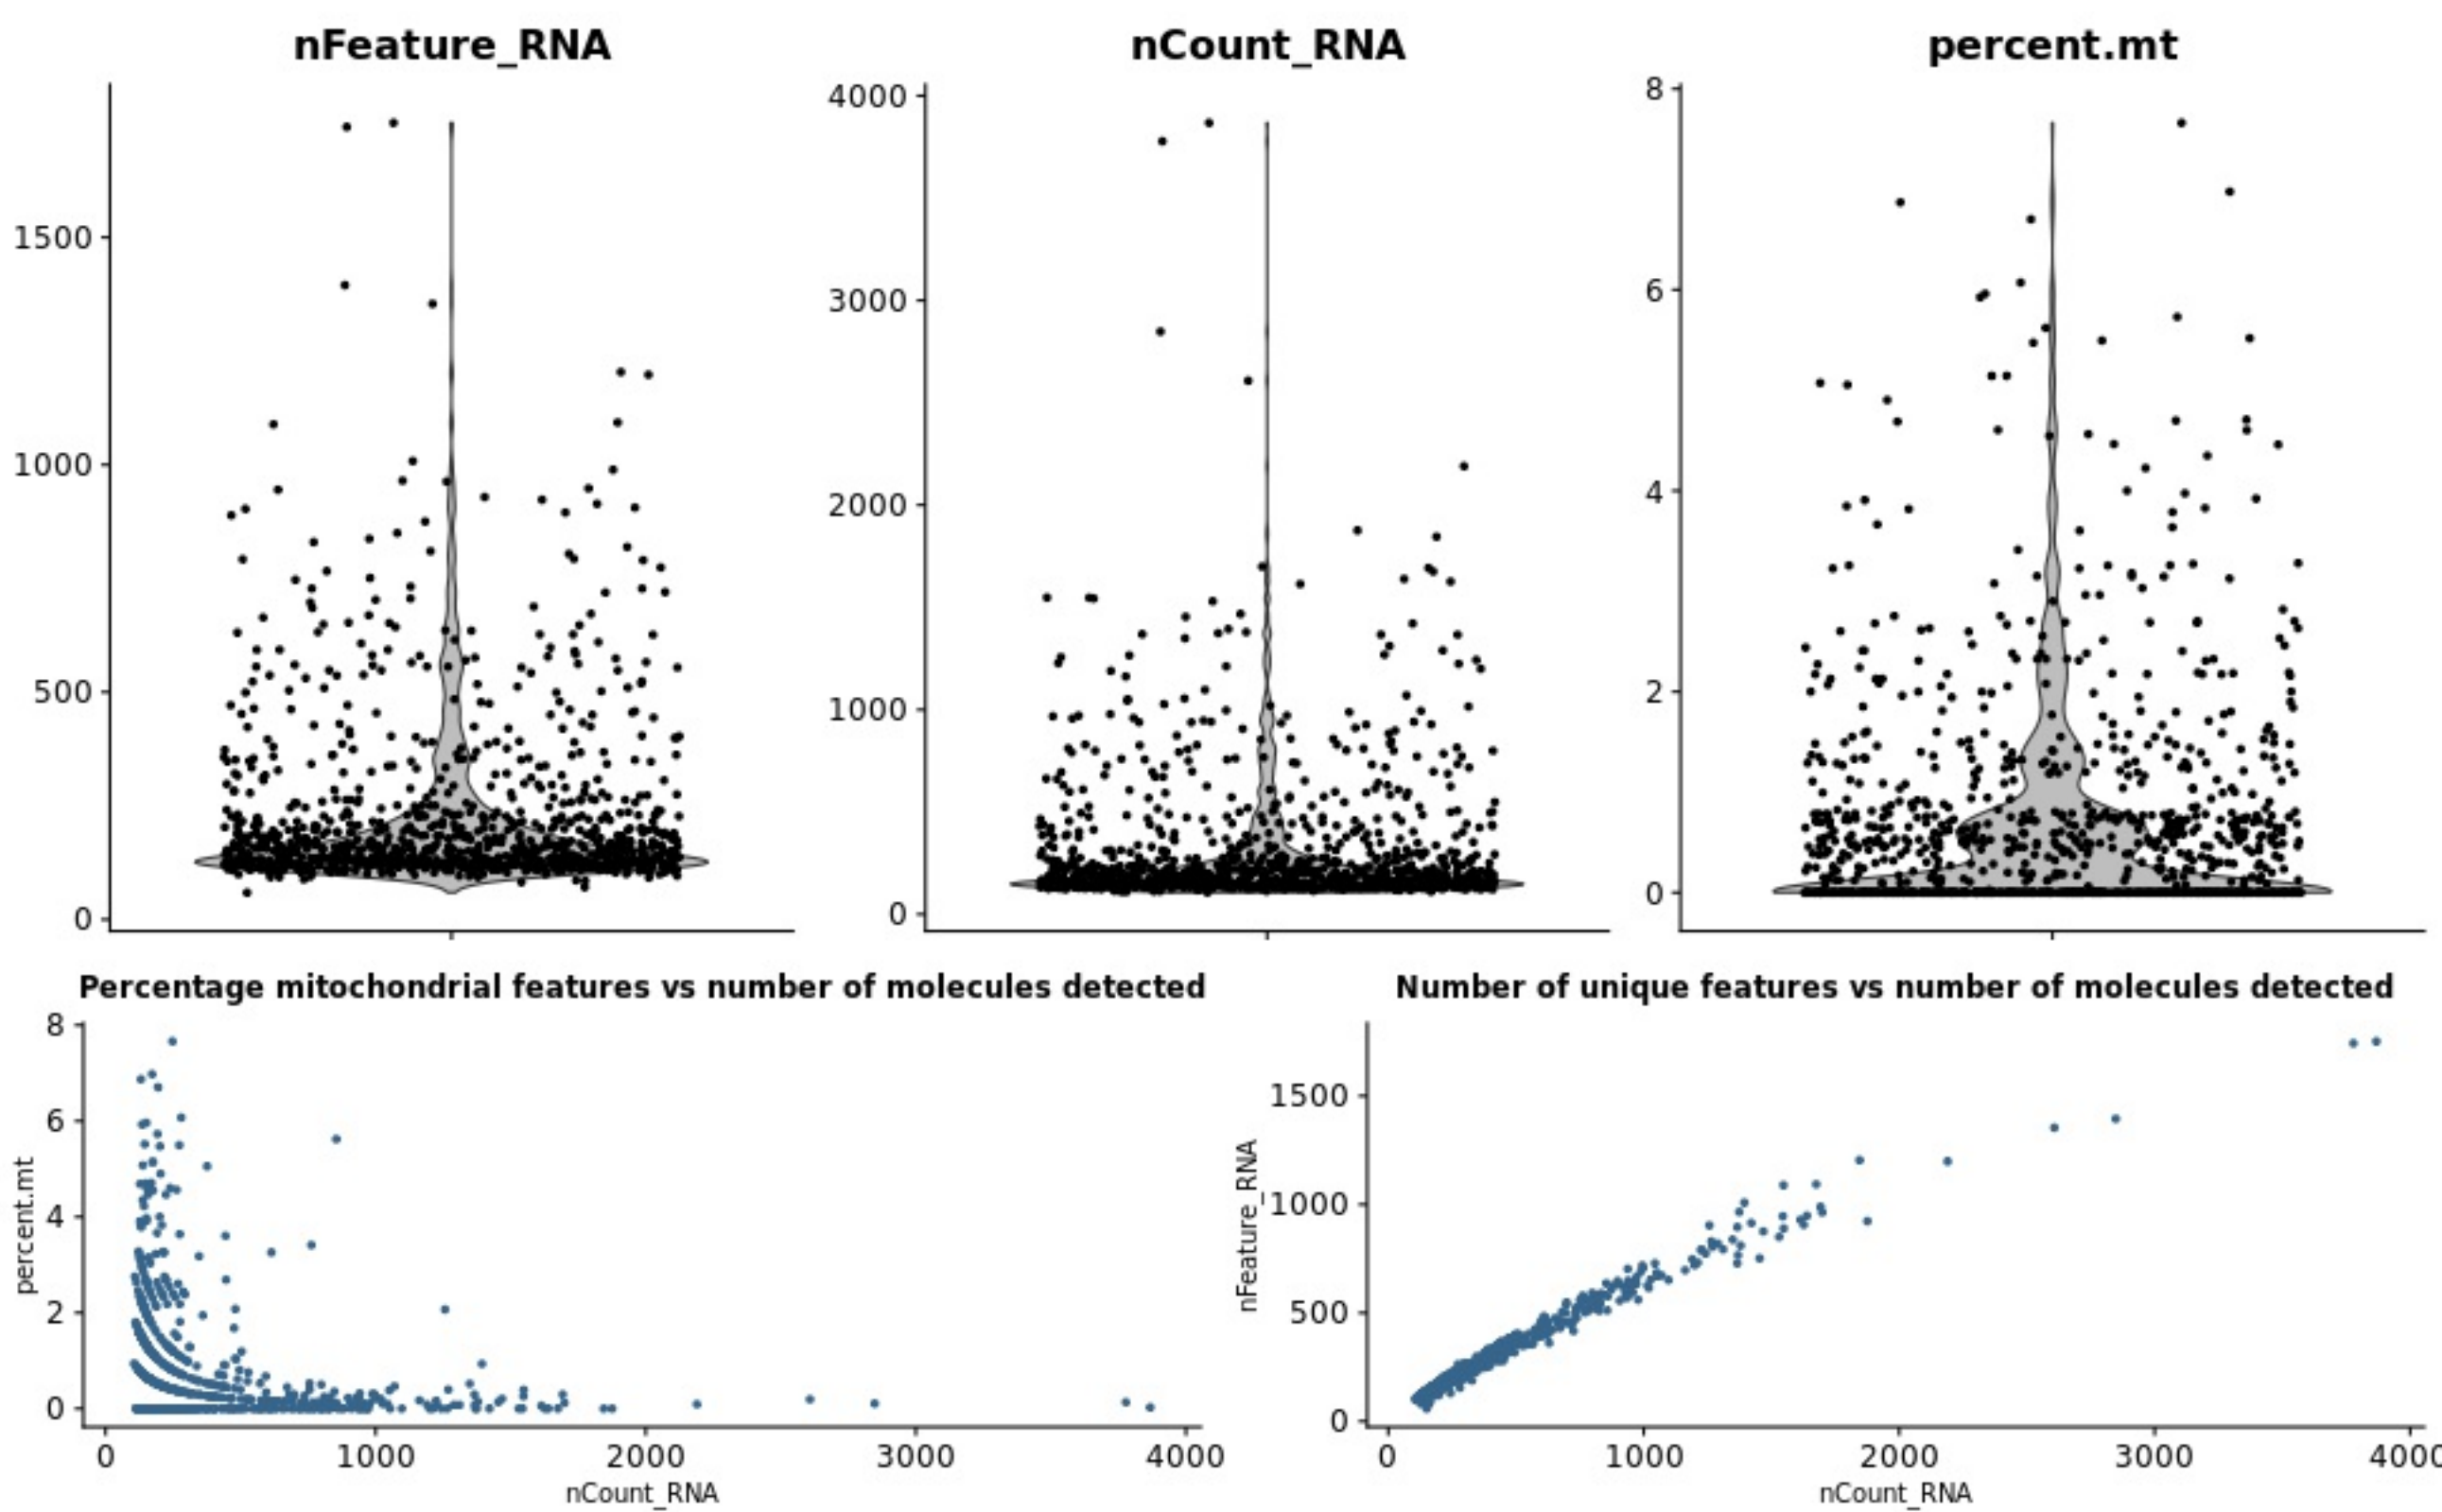 nFeature_RNA
1500
1000
500
0
nCount_RNA
4000
3000
2000
1000
0
percent.mt
8
6
4
2
0
Percentage mitochondrial features vs number of molecules detected
percent.mt
8
6
4
2
0
0 1000 2000 3000 4000
nCount_RNA
Number of unique features vs number of molecules detected
nFeature_RNA
1500
1000
500
0
0 1000 2000 3000 4000
nCount_RNA